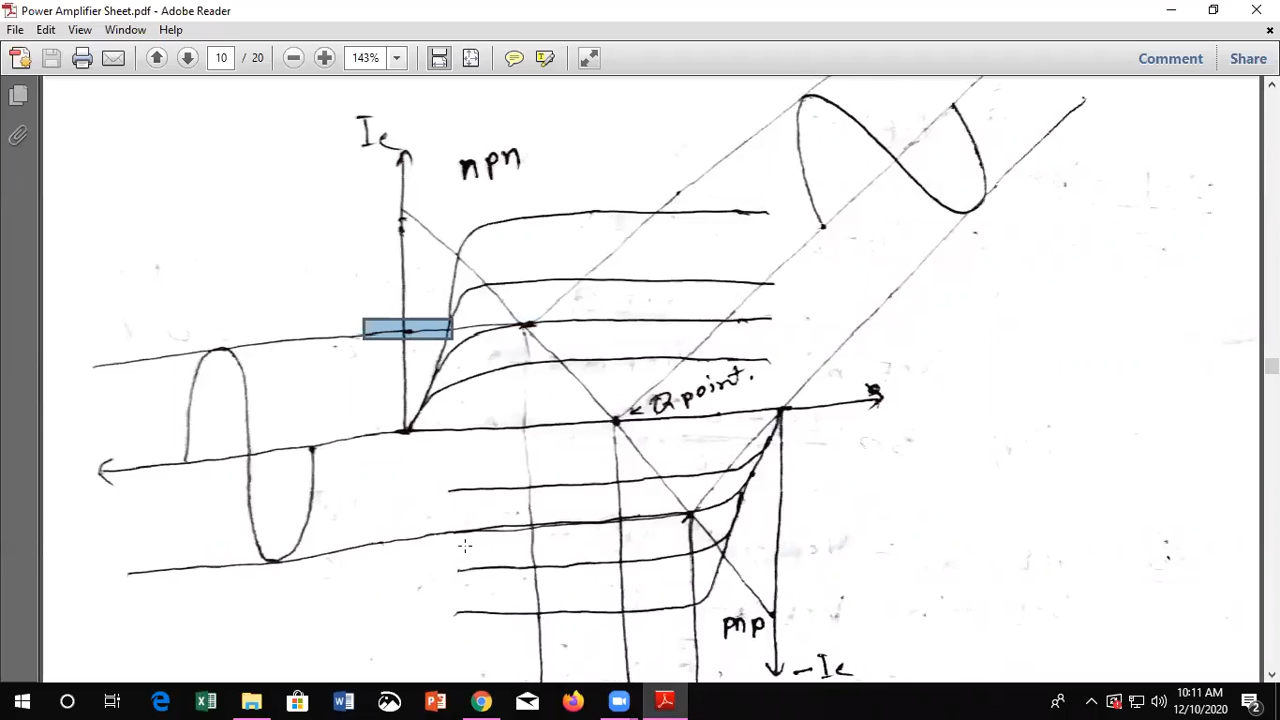 Power Amplifier Sheet.pdf - Adobe Reader
File Edit View Window Help
10 / 20 143% Comment Share
Ic
npn
Q point.
pnp
-Ic
10:11 AM
12/10/2020
2